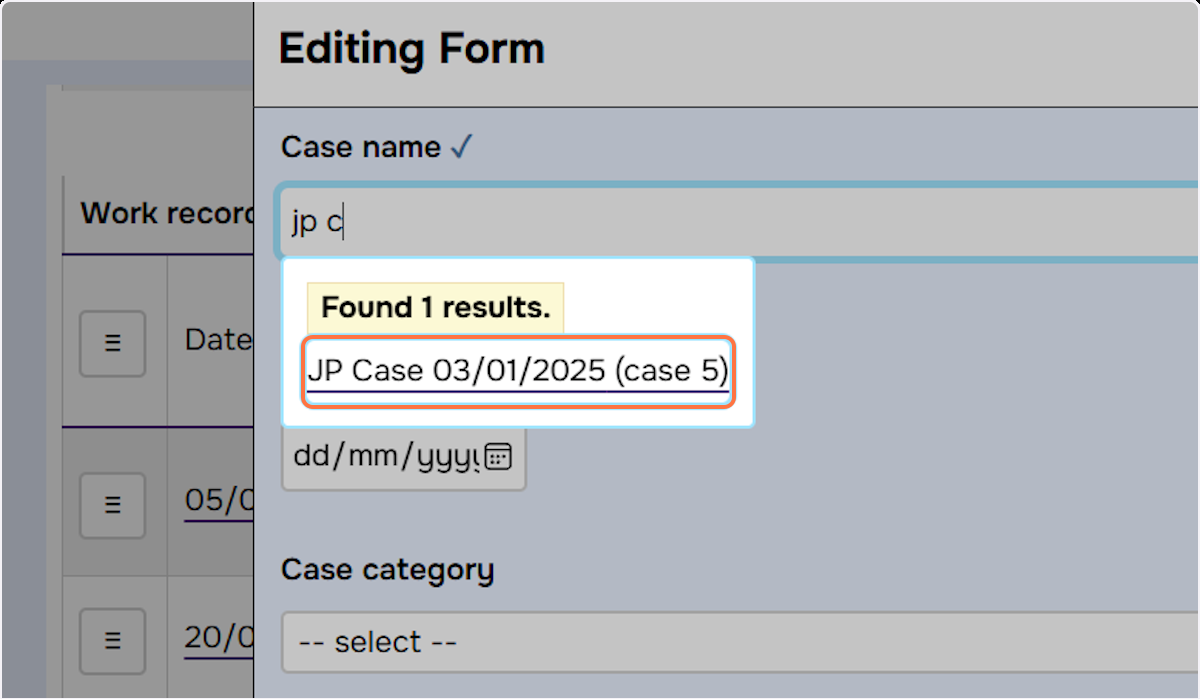 Editing Form
Case name ✓
Work record
jp c
Found 1 results.
JP Case 03/01/2025 (case 5)
Date
dd/mm/yyyy
05/0
Case category
20/0
-- select --